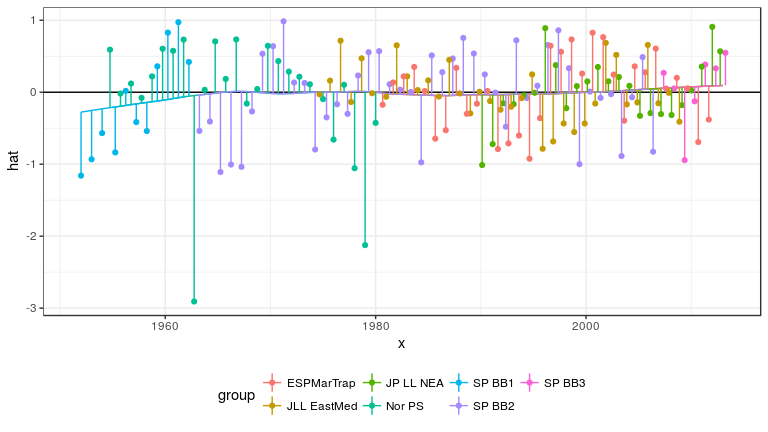 1
0
-1
-2
-3
hat
1960 1980 2000
x
group
ESPMarTrap JP LL NEA SP BB1 SP BB3
JLL EastMed Nor PS SP BB2